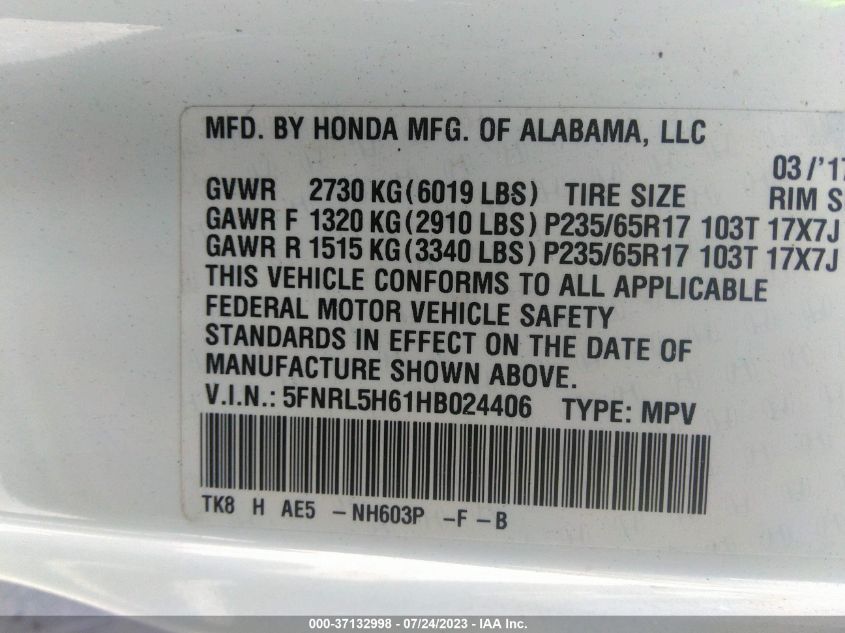 MFD. BY HONDA MFG. OF ALABAMA, LLC
03/'17
GVWR 2730 KG(6019 LBS) TIRE SIZE RIM S
GAWR F 1320 KG(2910 LBS) P235/65R17 103T 17X7J
GAWR R 1515 KG(3340 LBS) P235/65R17 103T 17X7J
THIS VEHICLE CONFORMS TO ALL APPLICABLE
FEDERAL MOTOR VEHICLE SAFETY
STANDARDS IN EFFECT ON THE DATE OF
MANUFACTURE SHOWN ABOVE.
V.I.N.: 5FNRL5H61HB024406 TYPE: MPV
TK8 H AE5 -NH603P -F -B
000-37132998 - 07/24/2023 - IAA Inc.